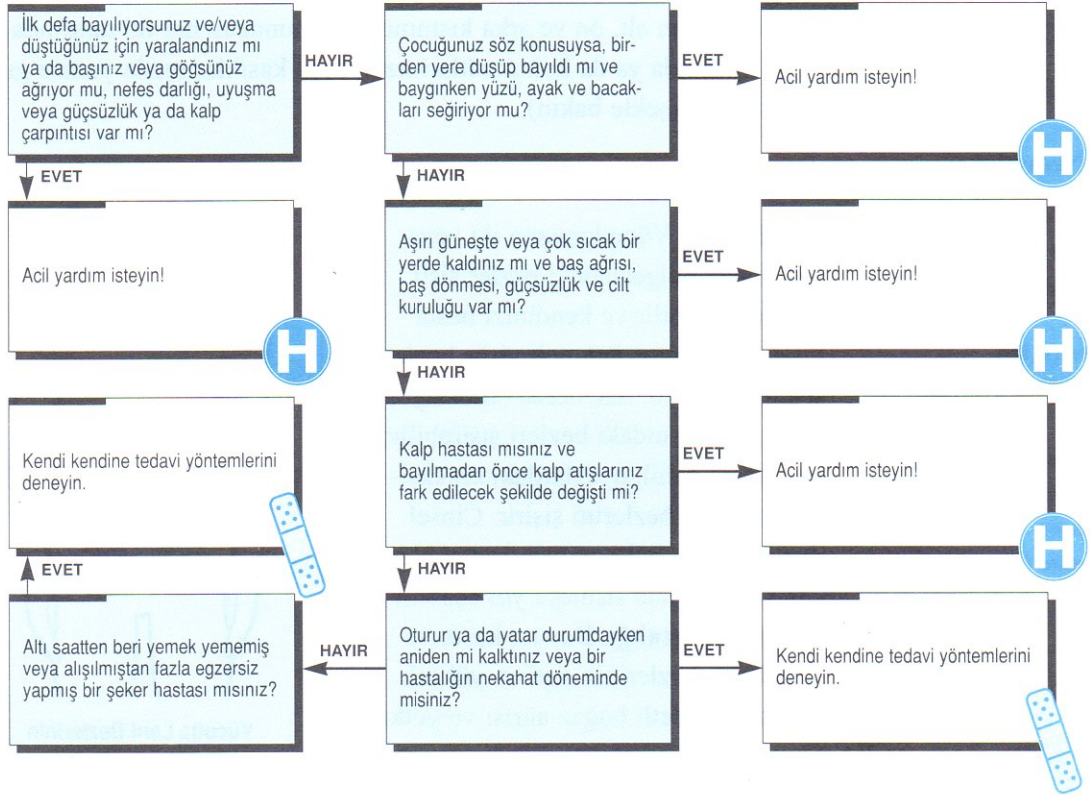 İlk defa bayılıyorsunuz ve/veya
düştüğünüz için yaralandınız mı
ya da başınız veya göğsünüz
ağrıyor mu, nefes darlığı, uyuşma
veya güçsüzlük ya da kalp
çarpıntısı var mı?
HAYIR
Çocuğunuz söz konusuysa, bir-
den yere düşüp bayıldı mı ve
baygınken yüzü, ayak ve bacak-
ları seğiriyor mu?
EVET
Acil yardım isteyin!
H
EVET
HAYIR
Acil yardım isteyin!
H
Aşırı güneşte veya çok sıcak bir
yerde kaldınız mı ve baş ağrısı,
baş dönmesi, güçsüzlük ve cilt
kuruluğu var mı?
EVET
Acil yardım isteyin!
H
HAYIR
Kendi kendine tedavi yöntemlerini
deneyin.
Kalp hastası mısınız ve
bayılmadan önce kalp atışlarınız
fark edilecek şekilde değişti mi?
EVET
Acil yardım isteyin!
H
EVET
HAYIR
Altı saatten beri yemek yememiş
veya alışılmıştan fazla egzersiz
yapmış bir şeker hastası mısınız?
HAYIR
Oturur ya da yatar durumdayken
aniden mi kalktınız veya bir
hastalığın nekahat döneminde
misiniz?
EVET
Kendi kendine tedavi yöntemlerini
deneyin.